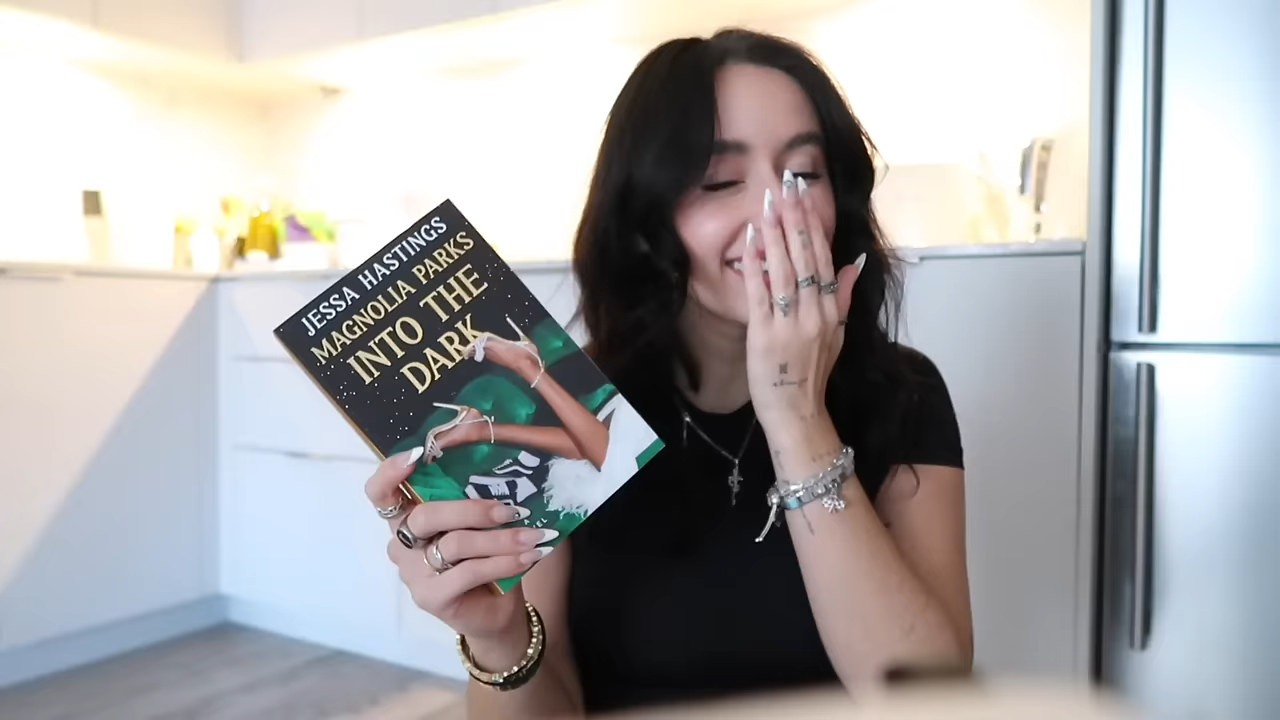 JESSA HASTINGS
MAGNOLIA PARKS
INTO THE
DARK
A